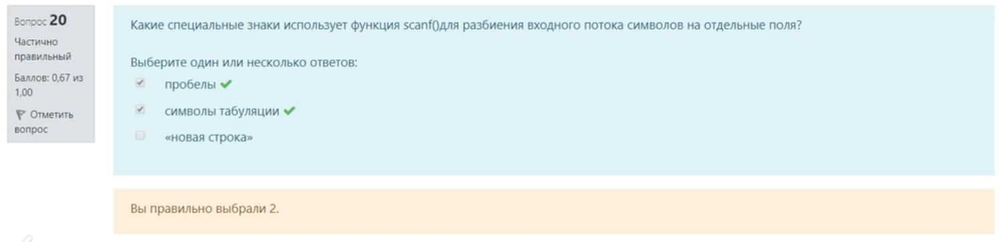 Вопрос 20
Частично
правильный
Баллов: 0,67 из
1,00
Отметить
вопрос
Какие специальные знаки использует функция scanf()для разбиения входного потока символов на отдельные поля?
Выберите один или несколько ответов:
пробелы
символы табуляции
«новая строка»
Вы правильно выбрали 2.